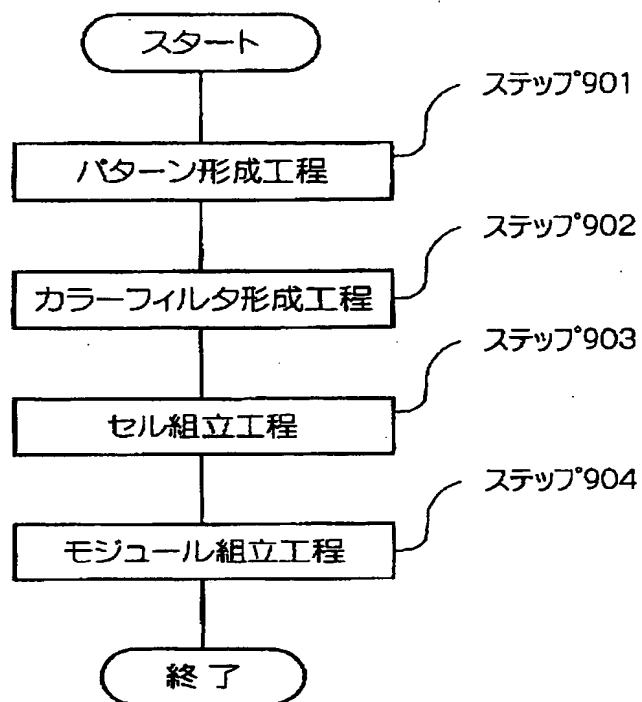 スタート
ステップ901
パターン形成工程
ステップ902
カラーフィルタ形成工程
ステップ903
セル組立工程
ステップ904
モジュール組立工程
終了